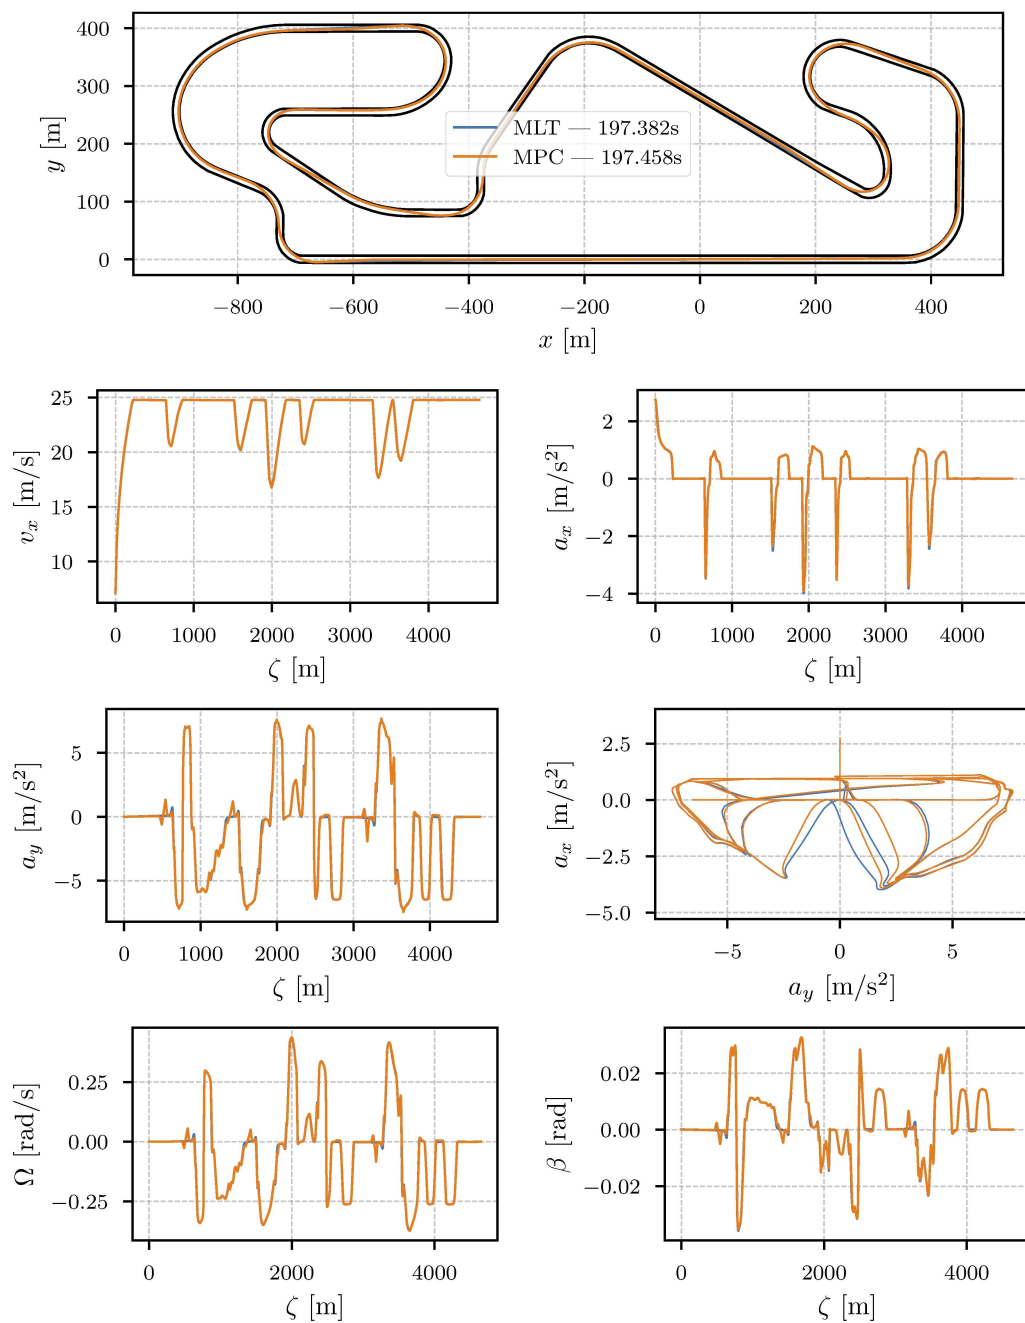 400
300
200
100
0
y [m]
MLT — 197.382s
MPC — 197.458s
−800 −600 −400 −200 0 200 400
x [m]
25
20
15
10
v_x [m/s]
0 1000 2000 3000 4000
ζ [m]
2
0
−2
−4
a_x [m/s²]
0 1000 2000 3000 4000
ζ [m]
5
0
−5
a_y [m/s²]
0 1000 2000 3000 4000
ζ [m]
2.5
0.0
−2.5
−5.0
a_x [m/s²]
−5 0 5
a_y [m/s²]
0.25
0.00
−0.25
Ω [rad/s]
0 2000 4000
ζ [m]
0.02
0.00
−0.02
β [rad]
0 2000 4000
ζ [m]